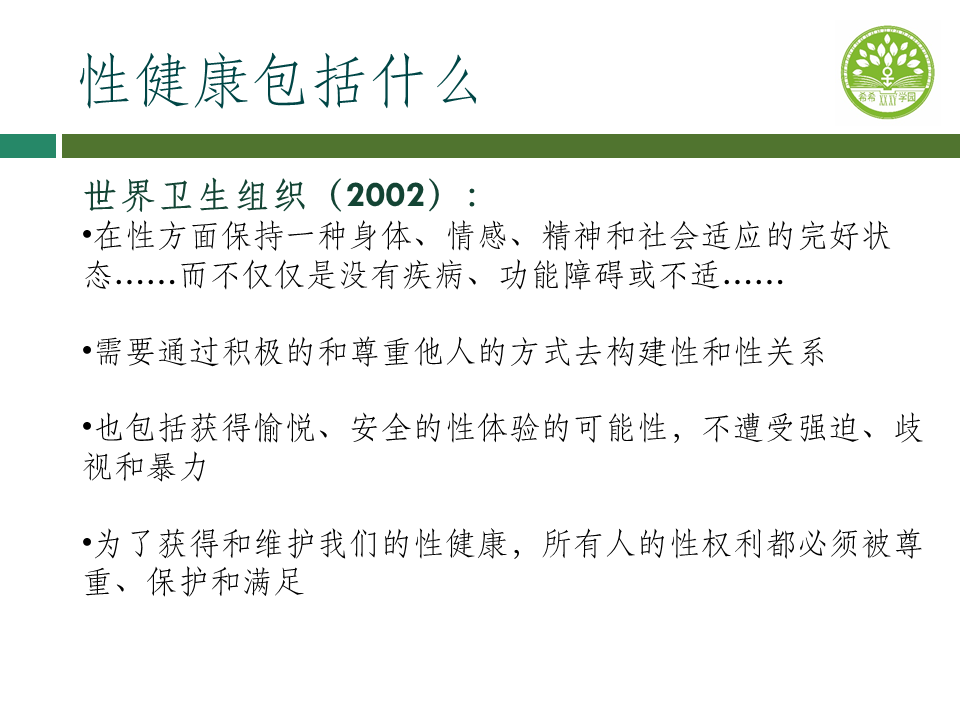 性健康包括什么
希希 学园
世界卫生组织（2002）:
•在性方面保持一种身体、情感、精神和社会适应的完好状
态……而不仅仅是没有疾病、功能障碍或不适……
•需要通过积极的和尊重他人的方式去构建性和性关系
•也包括获得愉悦、安全的性体验的可能性，不遭受强迫、歧
视和暴力
•为了获得和维护我们的性健康，所有人的性权利都必须被尊
重、保护和满足